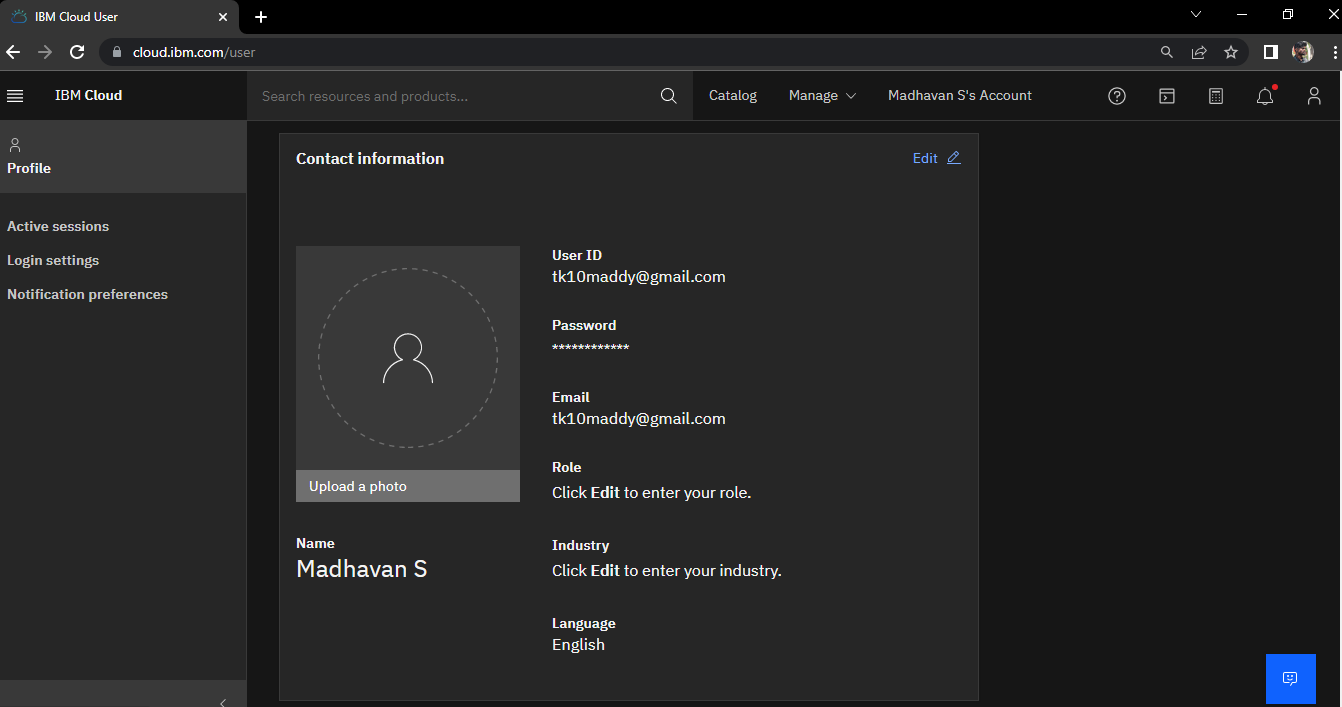 IBM Cloud User
cloud.ibm.com/user
IBM Cloud
Search resources and products...
Catalog
Manage
Madhavan S's Account
Profile
Active sessions
Login settings
Notification preferences
Contact information
Edit
Upload a photo
Name
Madhavan S
User ID
tk10maddy@gmail.com
Password
************
Email
tk10maddy@gmail.com
Role
Click Edit to enter your role.
Industry
Click Edit to enter your industry.
Language
English